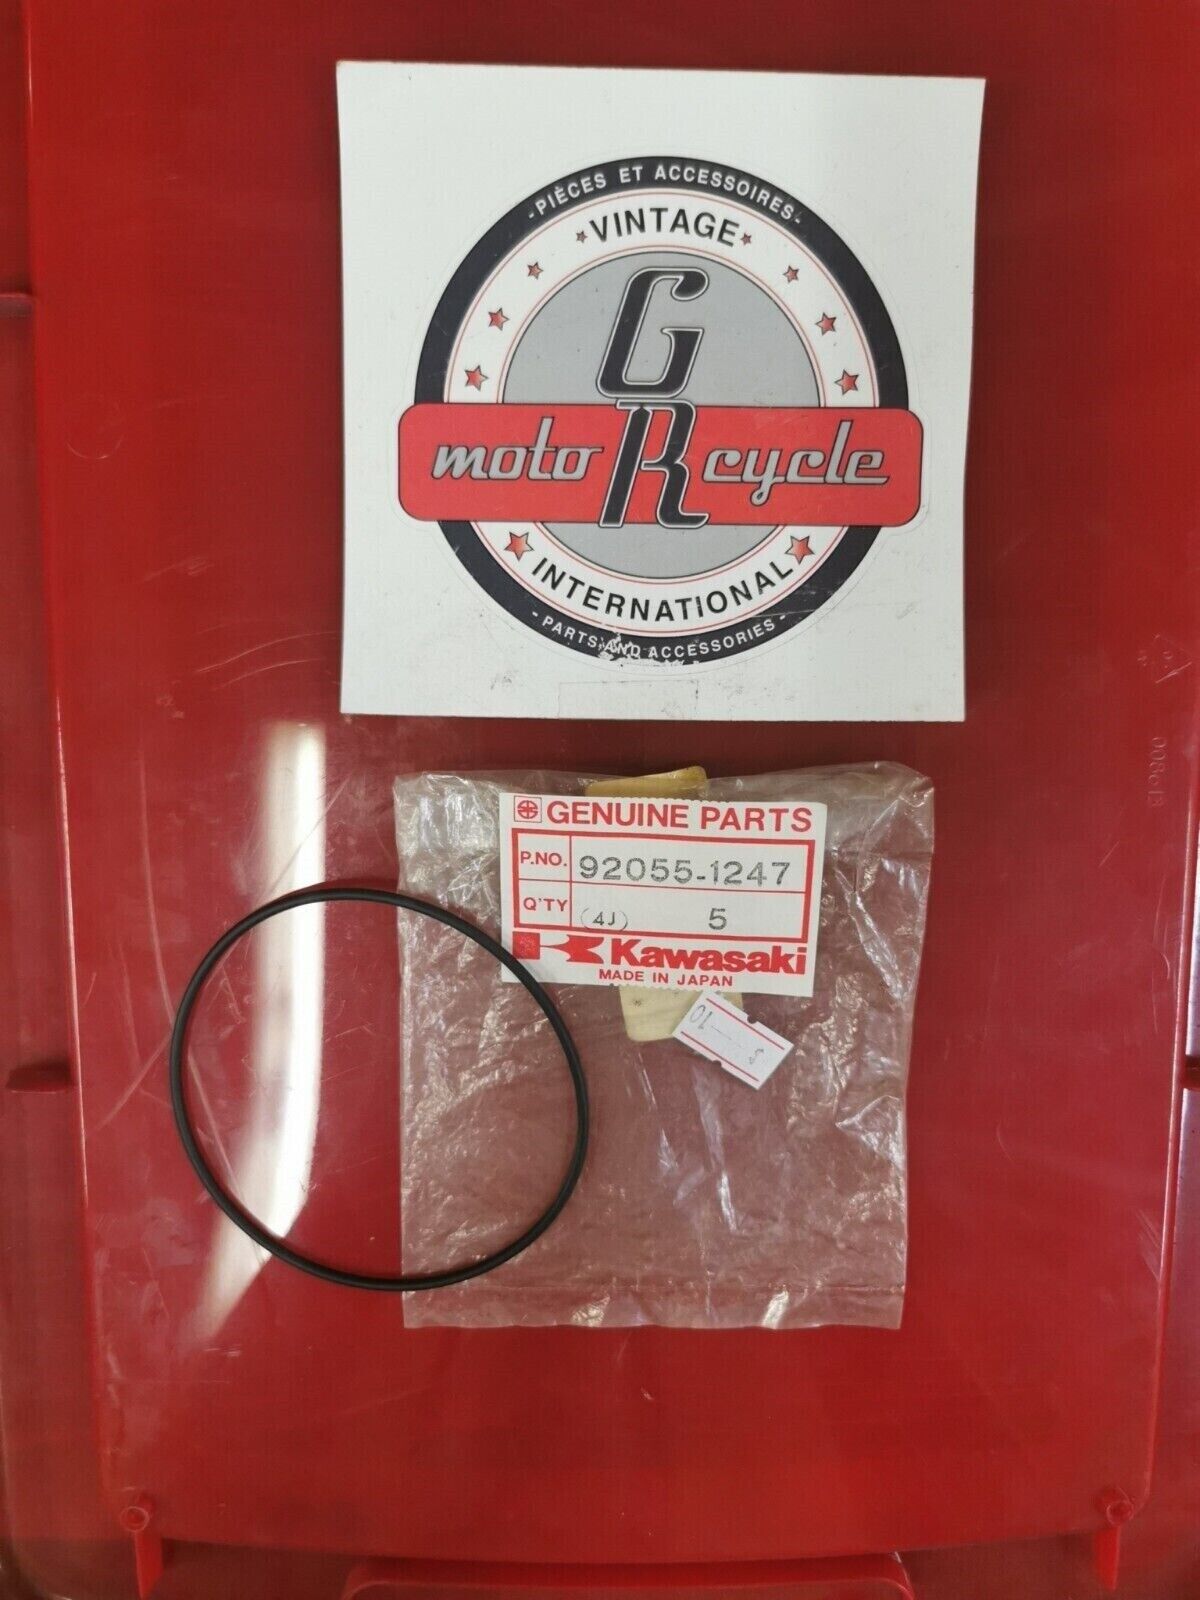 -PIÈCES ET ACCESSOIRES-
VINTAGE
GR
moto cycle
INTERNATIONAL
-PARTS AND ACCESSORIES-
GENUINE PARTS
P.NO. 92055-1247
Q'TY (4J) 5
Kawasaki
MADE IN JAPAN